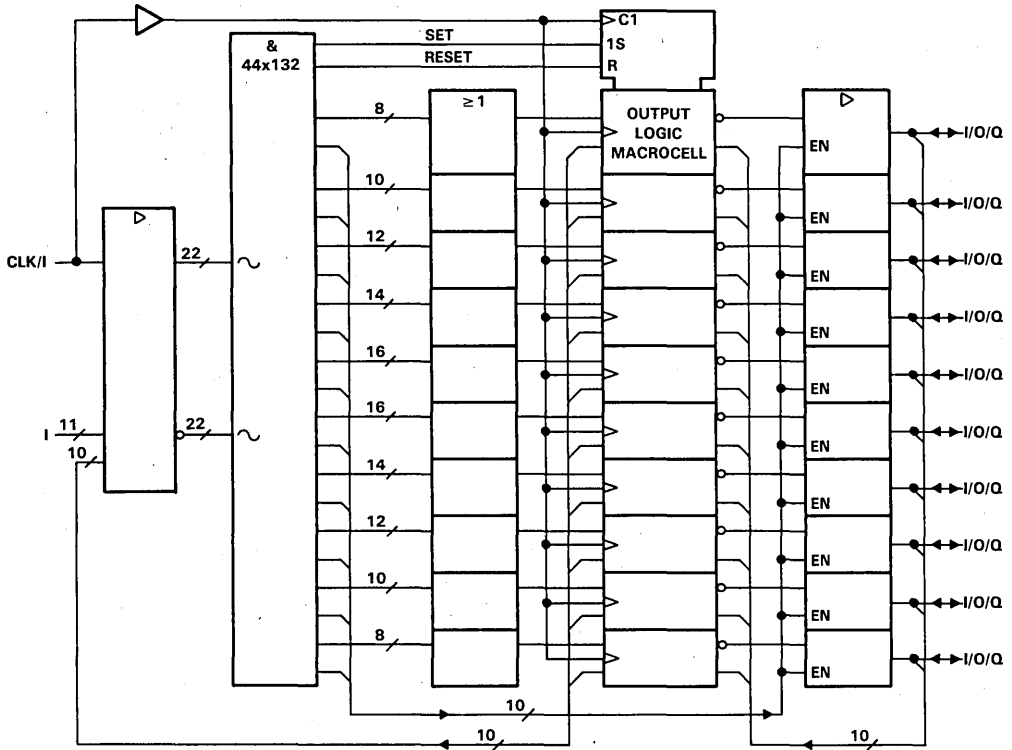 C1
&
44x132
SET
1S
RESET
R
≥ 1
8
OUTPUT
LOGIC
MACROCELL
EN
I/O/Q
10
EN
I/O/Q
12
CLK/I
22
EN
I/O/Q
14
EN
I/O/Q
16
EN
I/O/Q
16
I
11
22
EN
I/O/Q
10
14
EN
I/O/Q
12
EN
I/O/Q
10
EN
I/O/Q
8
EN
I/O/Q
10
10
10